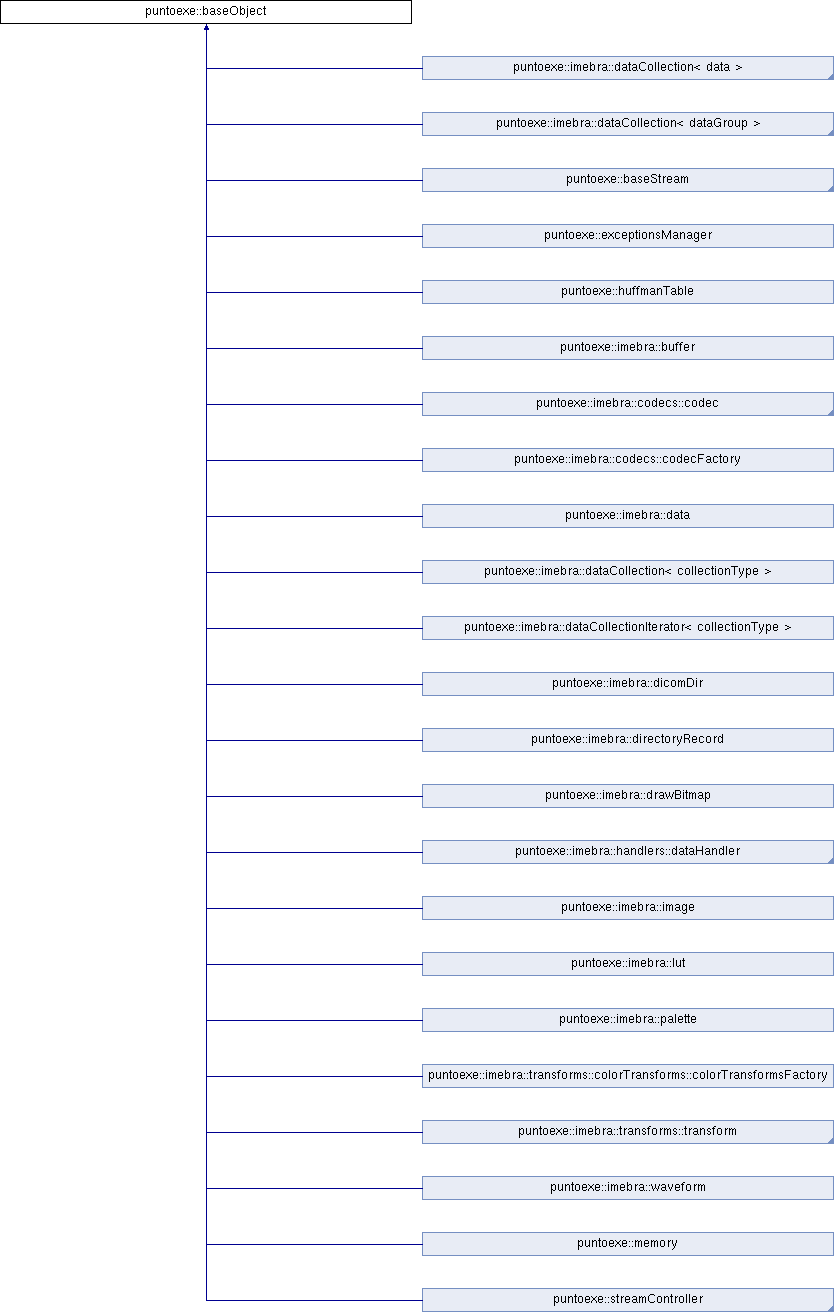 puntoexe::baseObject
puntoexe::imebra::dataCollection< data >
puntoexe::imebra::dataCollection< dataGroup >
puntoexe::baseStream
puntoexe::exceptionsManager
puntoexe::huffmanTable
puntoexe::imebra::buffer
puntoexe::imebra::codecs::codec
puntoexe::imebra::codecs::codecFactory
puntoexe::imebra::data
puntoexe::imebra::dataCollection< collectionType >
puntoexe::imebra::dataCollectionIterator< collectionType >
puntoexe::imebra::dicomDir
puntoexe::imebra::directoryRecord
puntoexe::imebra::drawBitmap
puntoexe::imebra::handlers::dataHandler
puntoexe::imebra::image
puntoexe::imebra::lut
puntoexe::imebra::palette
puntoexe::imebra::transforms::colorTransforms::colorTransformsFactory
puntoexe::imebra::transforms::transform
puntoexe::imebra::waveform
puntoexe::memory
puntoexe::streamController